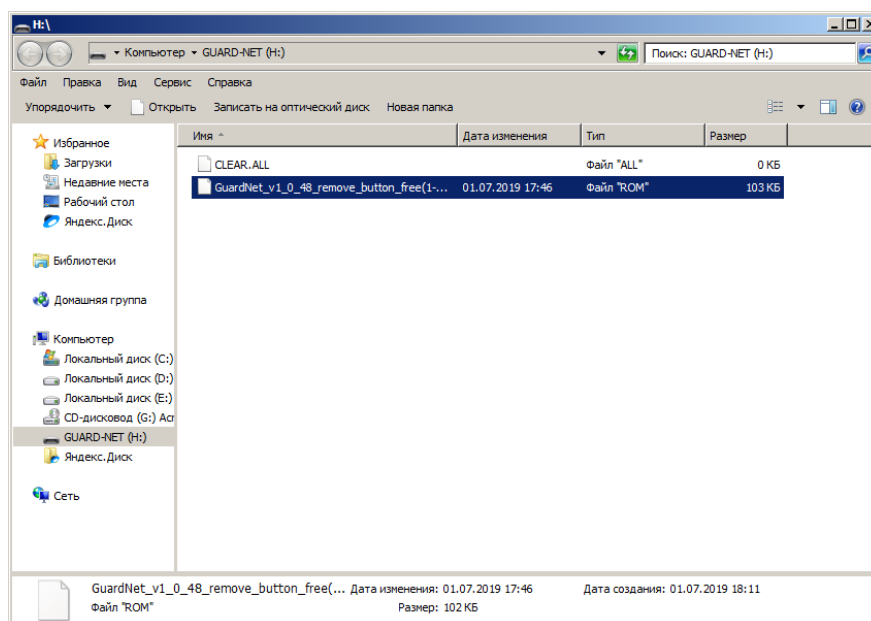 H:\
Компьютер GUARD-NET (H:) Поиск: GUARD-NET (H:)
Файл Правка Вид Сервис Справка
Упорядочить Открыть Записать на оптический диск Новая папка
Имя Дата изменения Тип Размер
CLEAR.ALL Файл "ALL" 0 КБ
GuardNet_v1_0_48_remove_button_free(1-... 01.07.2019 17:46 Файл "ROM" 103 КБ
Избранное
Загрузки
Недавние места
Рабочий стол
Яндекс.Диск
Библиотеки
Домашняя группа
Компьютер
Локальный диск (C:)
Локальный диск (D:)
Локальный диск (E:)
CD-дисковод (G:) Acr
GUARD-NET (H:)
Яндекс.Диск
Сеть
GuardNet_v1_0_48_remove_button_free(... Дата изменения: 01.07.2019 17:46 Дата создания: 01.07.2019 18:11
Файл "ROM" Размер: 102 КБ